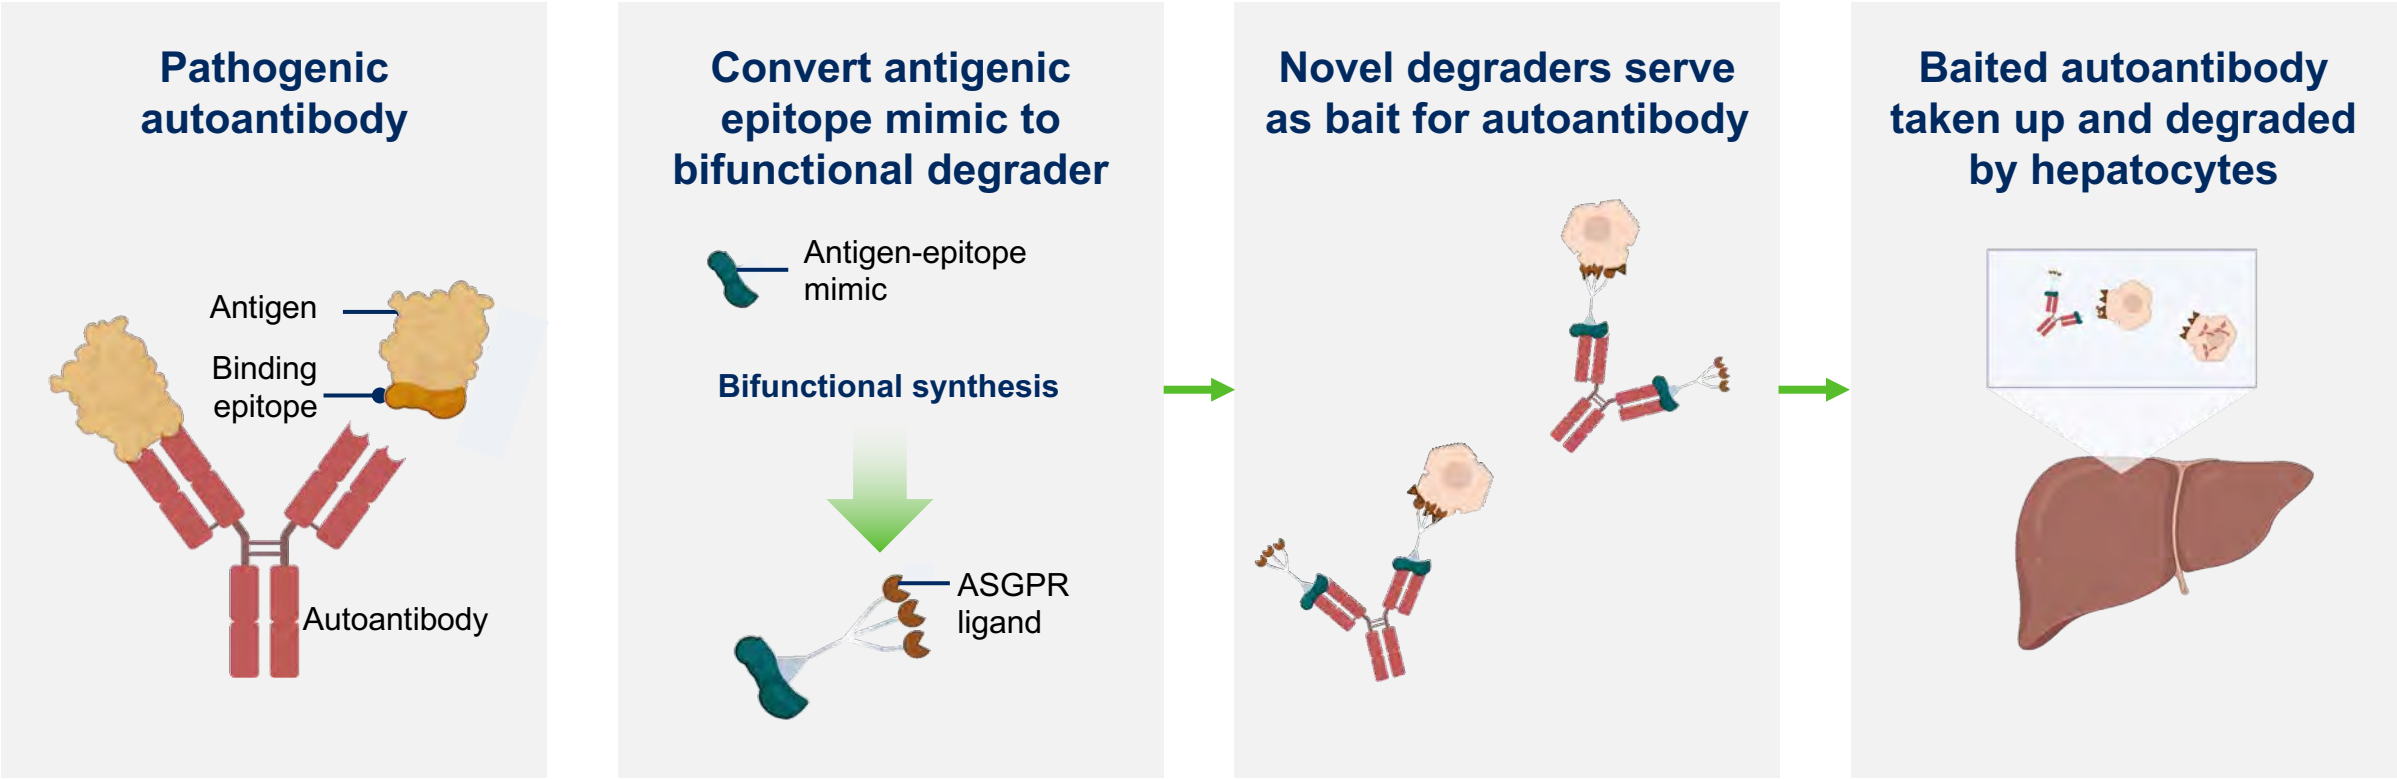 Pathogenic
autoantibody
Antigen
Binding
epitope
Autoantibody
Convert antigenic
epitope mimic to
bifunctional degrader
Antigen-epitope
mimic
Bifunctional synthesis
ASGPR
ligand
Novel degraders serve
as bait for autoantibody
Baited autoantibody
taken up and degraded
by hepatocytes